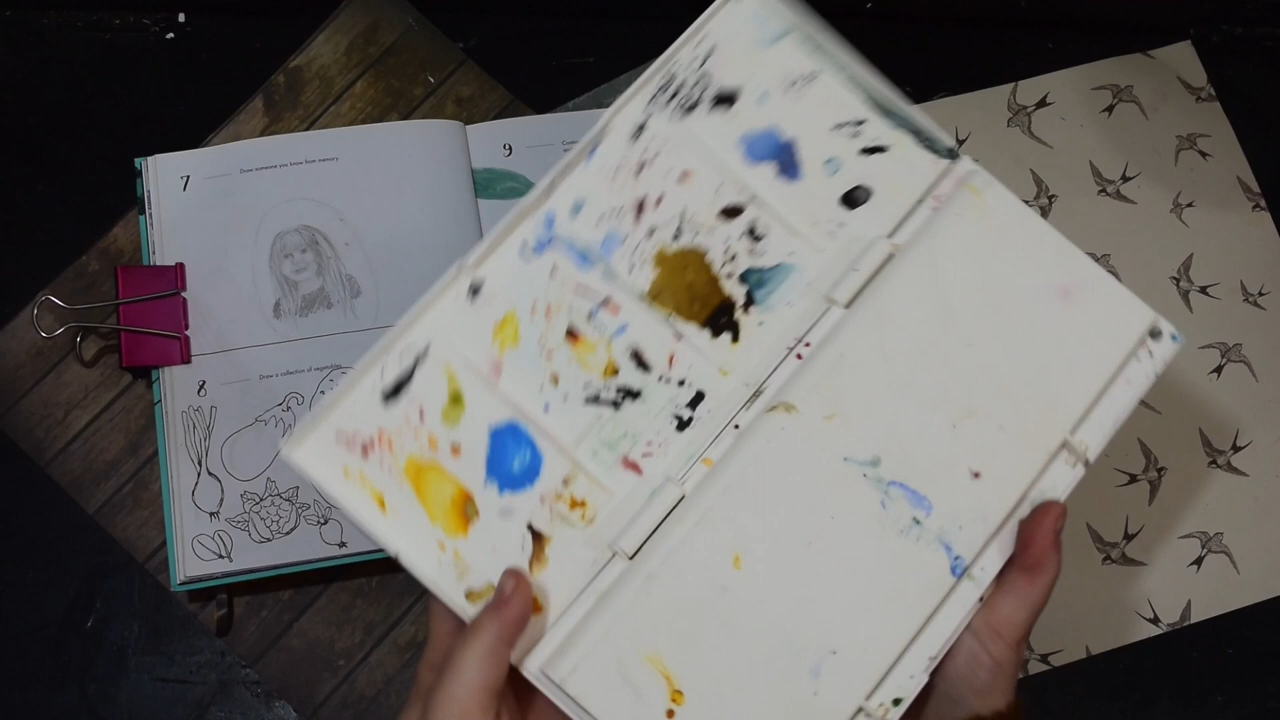 7 Draw someone you know from memory.
9
8 Draw a collection of vegetables.